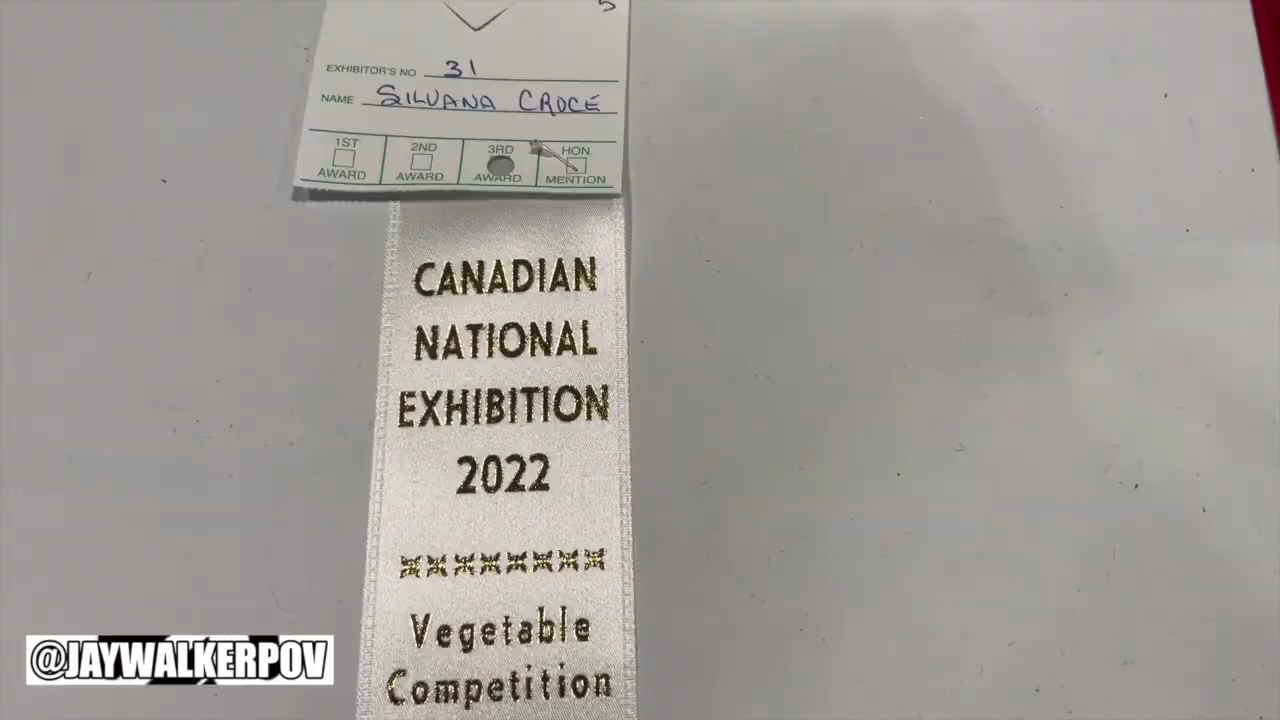 5
EXHIBITOR'S NO 31
NAME SILVANA CROCE
1ST AWARD
2ND AWARD
3RD AWARD
HON. MENTION
CANADIAN
NATIONAL
EXHIBITION
2022
Vegetable
Competition
@JAYWALKERPOV